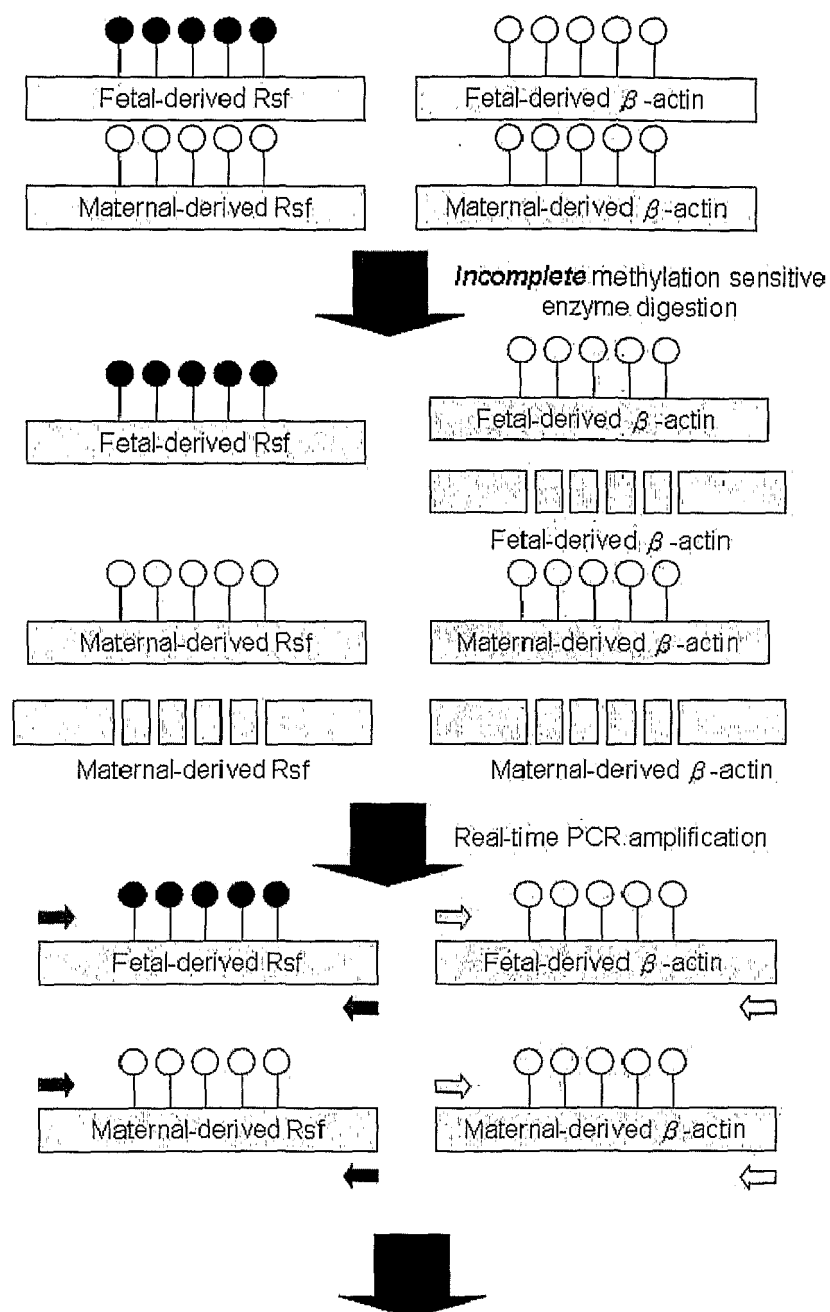 Fetal-derived Rsf
Fetal-derived β-actin
Maternal-derived Rsf
Maternal-derived β-actin
Incomplete methylation sensitive
enzyme digestion
Fetal-derived Rsf
Fetal-derived β-actin
Fetal-derived β-actin
Maternal-derived Rsf
Maternal-derived β-actin
Maternal-derived Rsf
Maternal-derived β-actin
Real-time PCR amplification
Fetal-derived Rsf
Fetal-derived β-actin
Maternal-derived Rsf
Maternal-derived β-actin